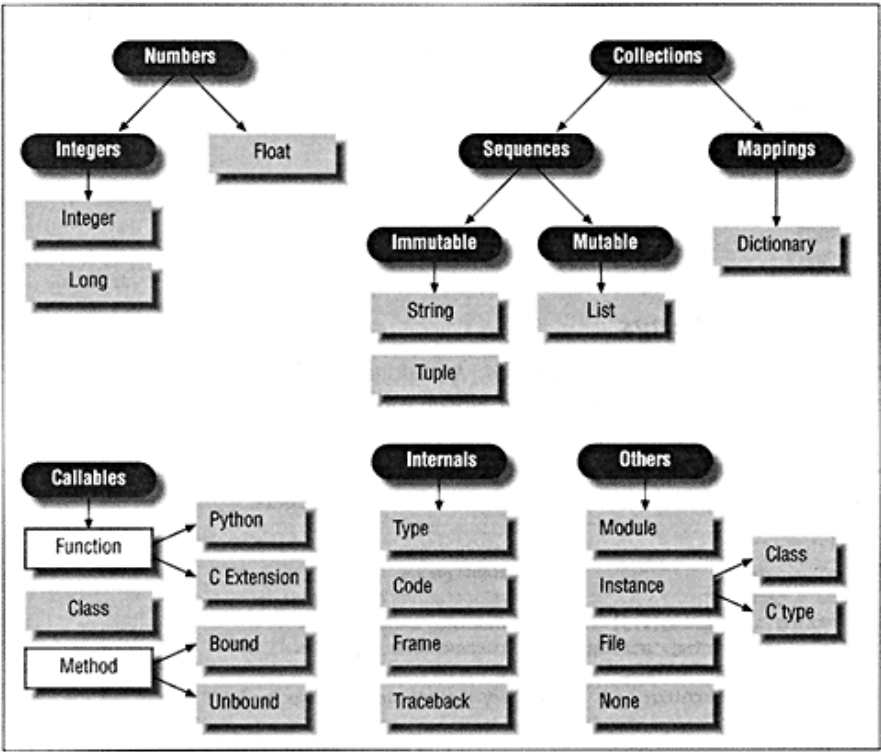 Numbers
Collections
Integers
Float
Sequences
Mappings
Integer
Immutable
Mutable
Dictionary
Long
String
List
Tuple
Callables
Internals
Others
Function
Python
C Extension
Class
Method
Bound
Unbound
Type
Code
Frame
Traceback
Module
Instance
Class
C type
File
None